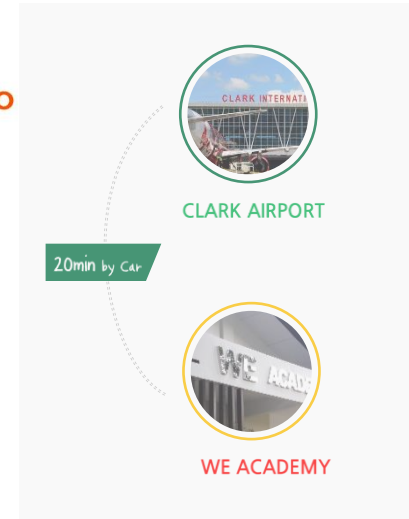 O
CLARK INTERNATI
CLARK AIRPORT
20min by Car
WE ACAD
WE ACADEMY